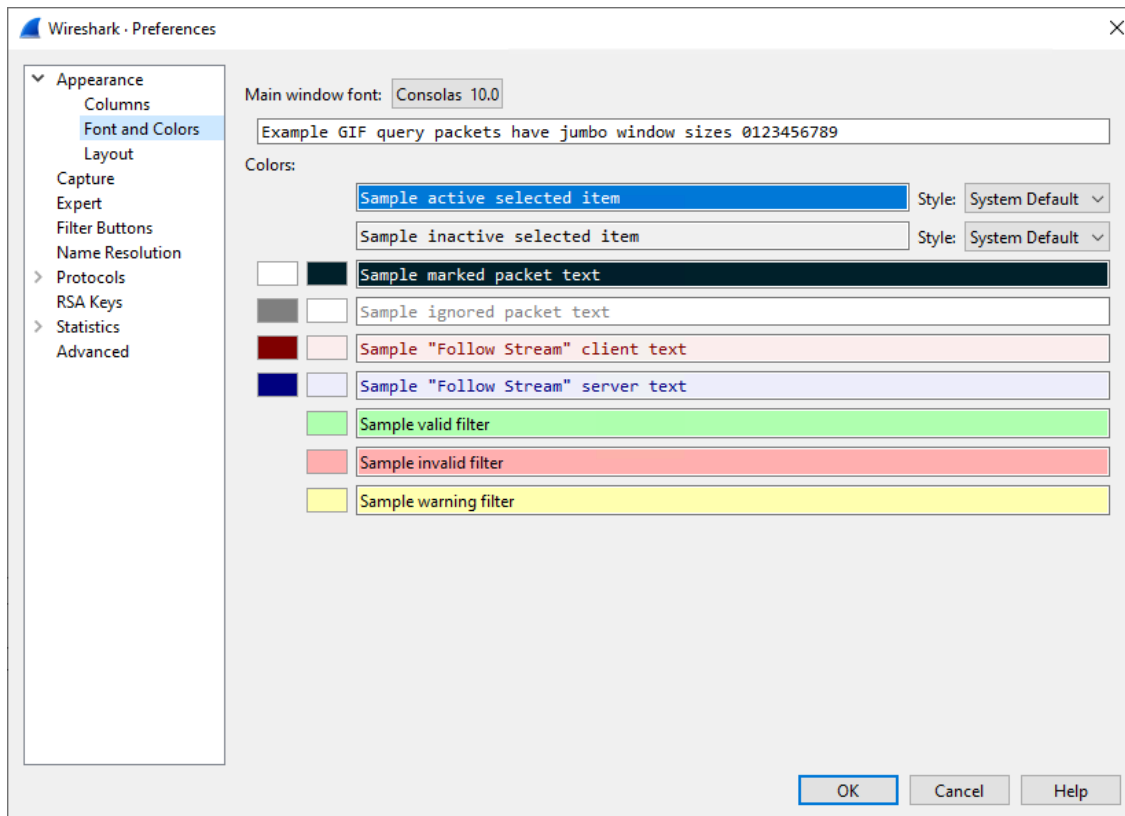 Wireshark · Preferences
Appearance
Columns
Font and Colors
Layout
Capture
Expert
Filter Buttons
Name Resolution
Protocols
RSA Keys
Statistics
Advanced
Main window font: Consolas 10.0
Example GIF query packets have jumbo window sizes 0123456789
Colors:
Sample active selected item Style: System Default
Sample inactive selected item Style: System Default
Sample marked packet text
Sample ignored packet text
Sample "Follow Stream" client text
Sample "Follow Stream" server text
Sample valid filter
Sample invalid filter
Sample warning filter
OK Cancel Help